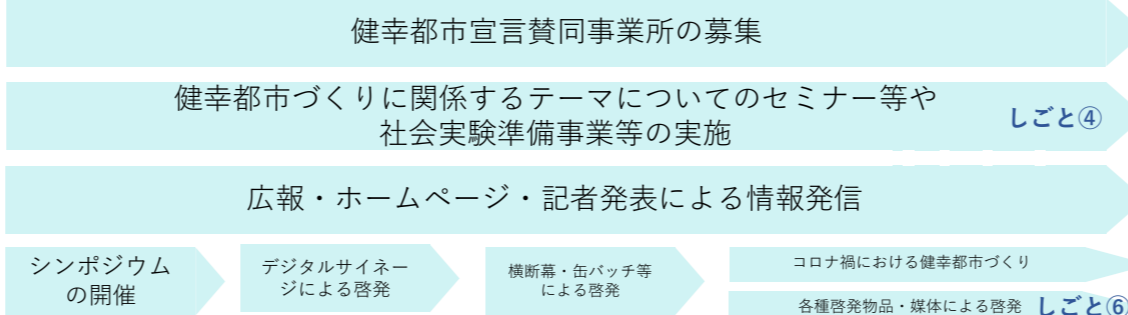 健幸都市宣言賛同事業所の募集
健幸都市づくりに関係するテーマについてのセミナー等や
社会実験準備事業等の実施
しごと④
広報・ホームページ・記者発表による情報発信
シンポジウム
の開催
デジタルサイネー
ジによる啓発
横断幕・缶バッチ等
による啓発
コロナ禍における健幸都市づくり
各種啓発物品・媒体による啓発
しごと⑥